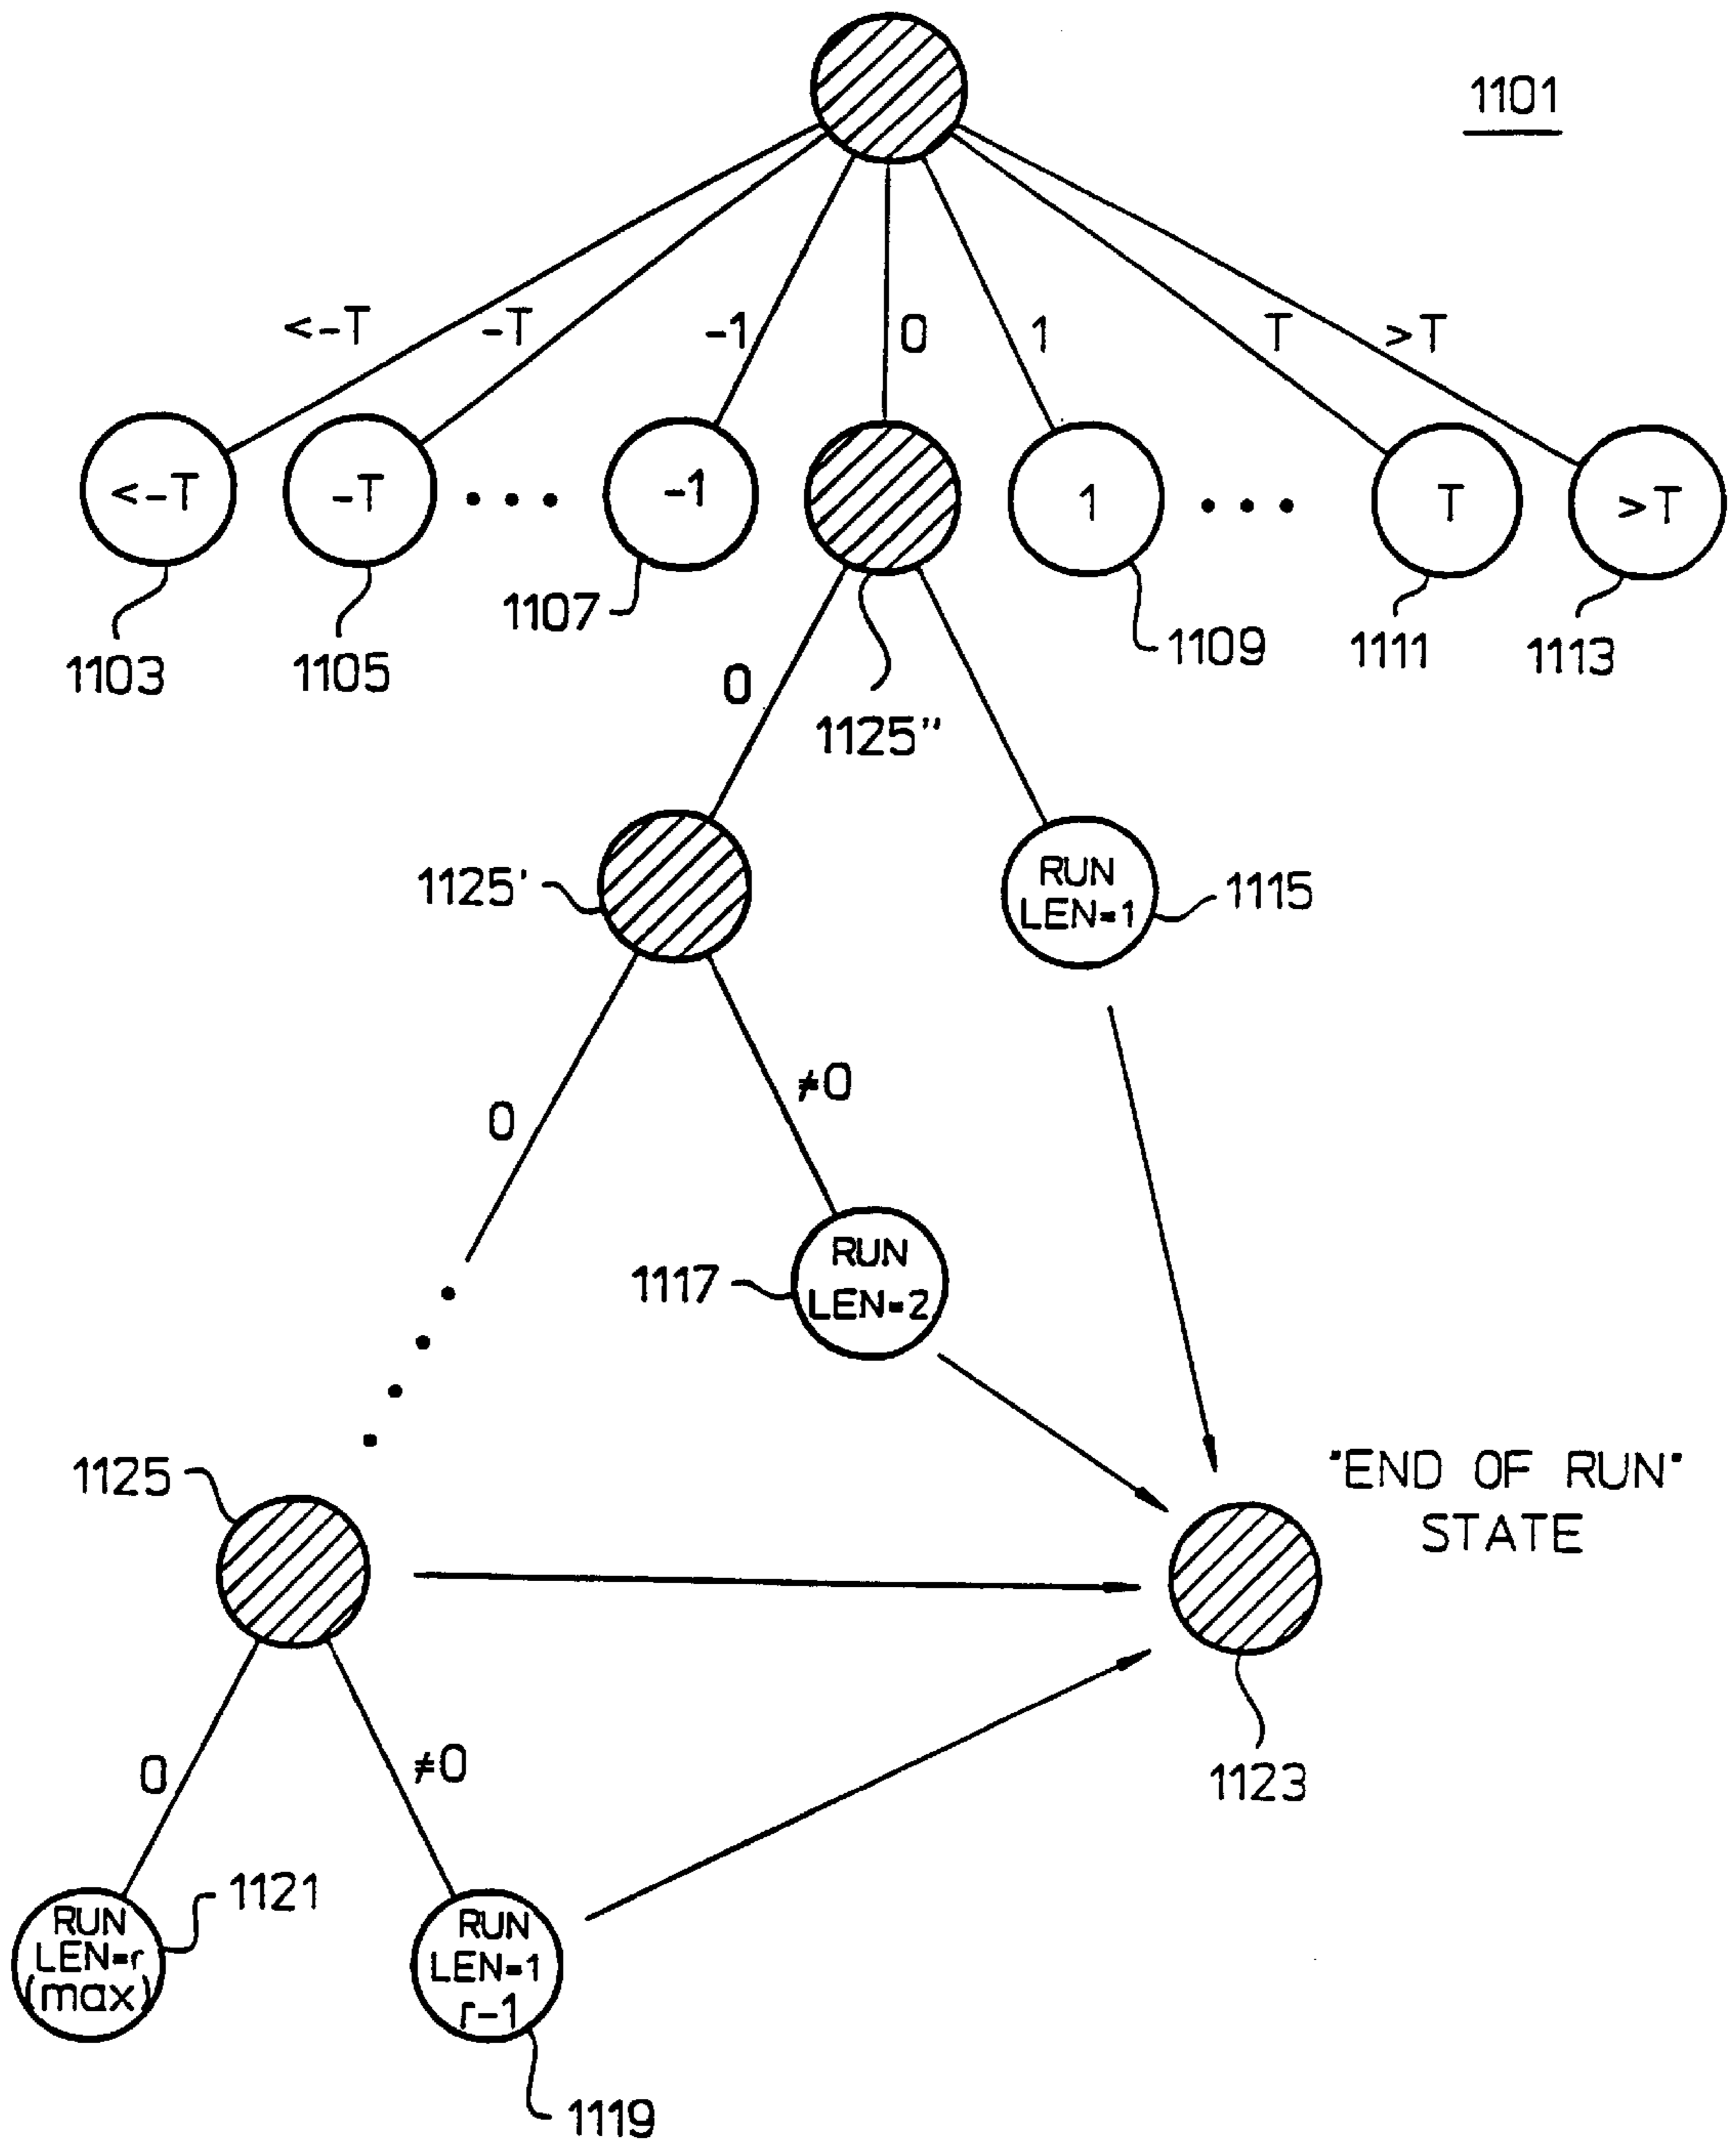 1101
<-T
-T
-1
0
1
T
>T
<-T
-T
-1
1
T
>T
1103
1105
1107
1125"
1109
1111
1113
0
1125'
RUN
LEN=1
1115
0
≠0
1117
RUN
LEN=2
1125
"END OF RUN"
STATE
1123
0
≠0
RUN
LEN=r
(max)
1121
RUN
LEN=1
r-1
1119